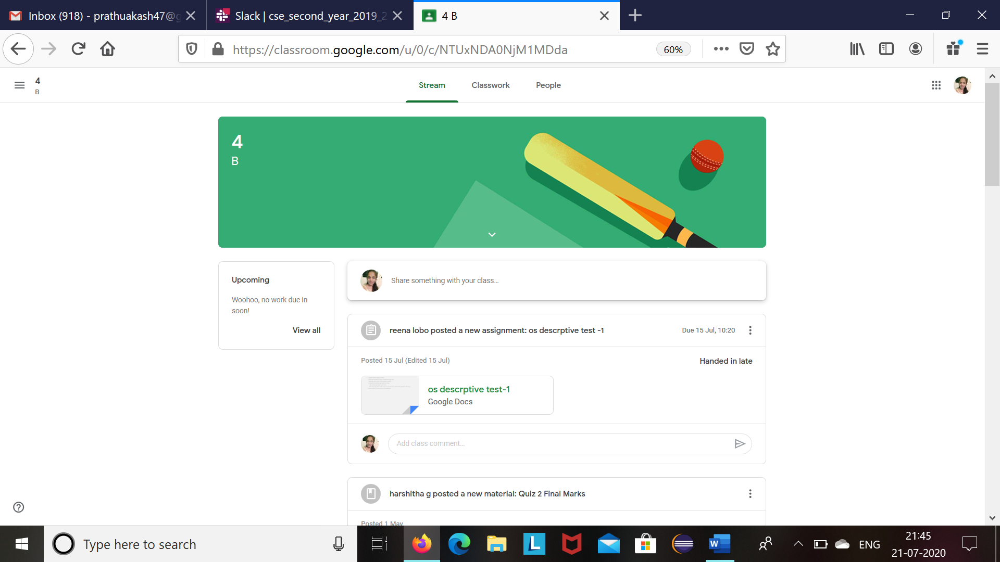 Inbox (918) - prathuakash47@g
Slack | cse_second_year_2019_2
4 B
https://classroom.google.com/u/0/c/NTUxNDA0NjM1MDda
60%
4
B
Stream
Classwork
People
4
B
Upcoming
Woohoo, no work due in
soon!
View all
Share something with your class...
reena lobo posted a new assignment: os descrptive test -1
Due 15 Jul, 10:20
Posted 15 Jul (Edited 15 Jul)
Handed in late
os descrptive test-1
Google Docs
Add class comment...
harshitha g posted a new material: Quiz 2 Final Marks
Posted 1 May
Type here to search
L
W
ENG
21:45
21-07-2020